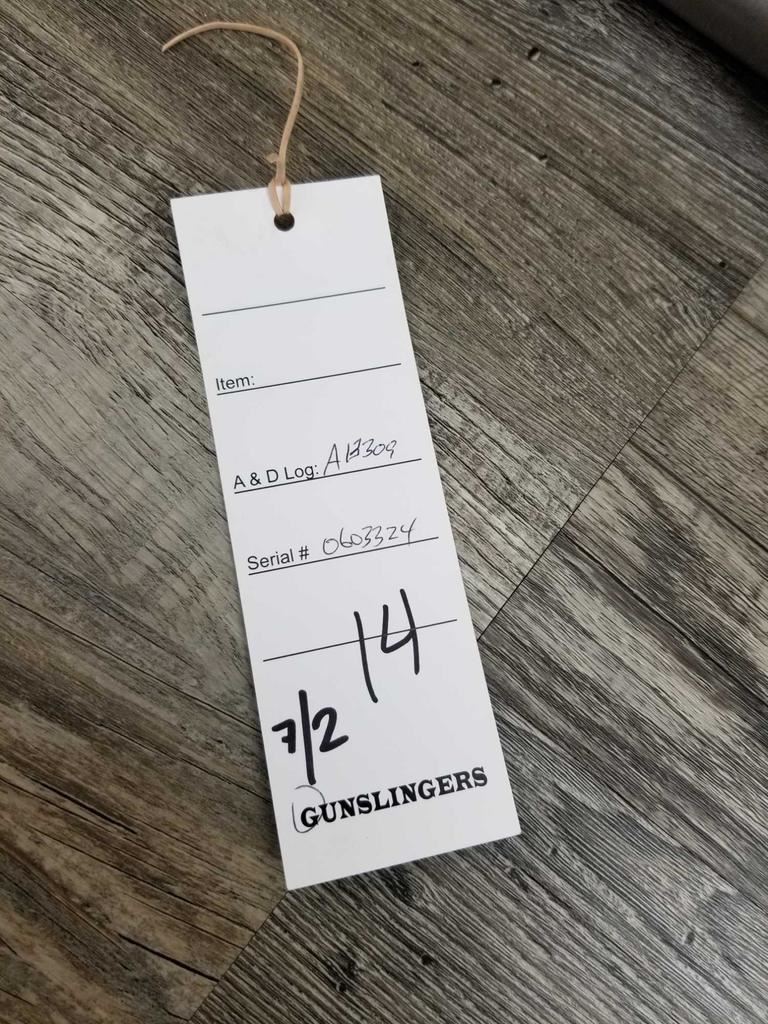 Item:
A & D Log:
Serial # 0603324
14
7/2
GUNSLINGERS